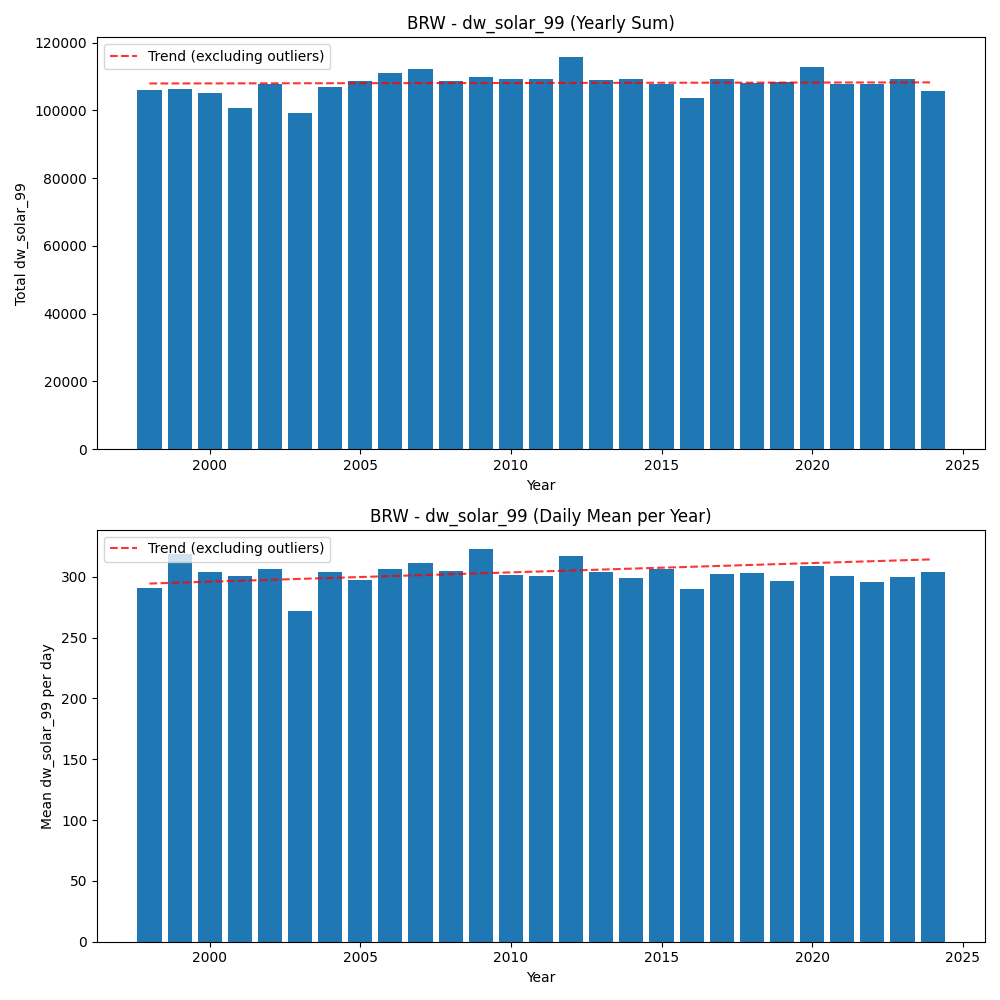 BRW - dw_solar_99 (Yearly Sum)
Trend (excluding outliers)
120000
100000
80000
60000
40000
20000
0
Total dw_solar_99
2000 2005 2010 2015 2020 2025
Year
BRW - dw_solar_99 (Daily Mean per Year)
Trend (excluding outliers)
300
250
200
150
100
50
0
Mean dw_solar_99 per day
2000 2005 2010 2015 2020 2025
Year